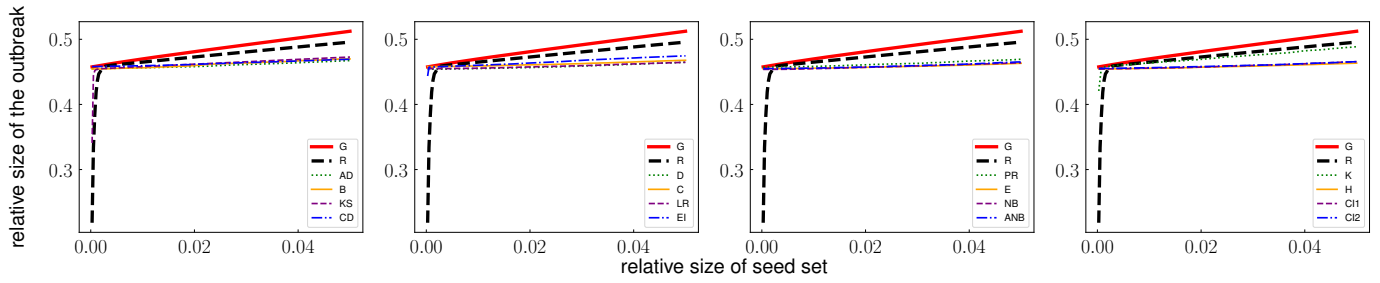 relative size of the outbreak
0.5
0.4
0.3
0.00
0.02
0.04
G
R
AD
B
KS
CD
0.5
0.4
0.3
0.00
0.02
0.04
G
R
D
C
LR
EI
0.5
0.4
0.3
0.00
0.02
0.04
G
R
PR
E
NB
ANB
0.5
0.4
0.3
0.00
0.02
0.04
G
R
K
H
CI1
CI2
relative size of seed set